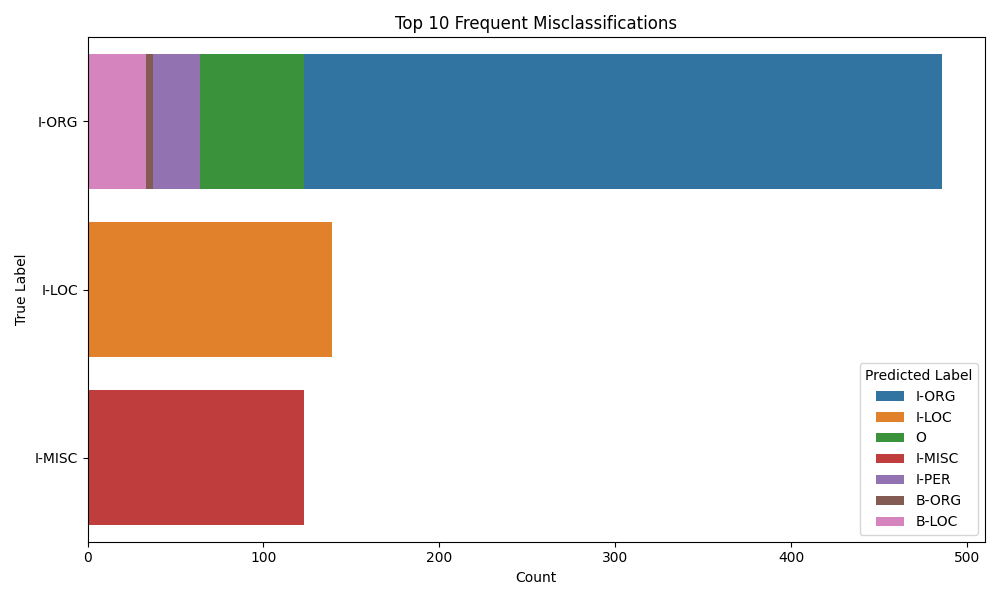 Top 10 Frequent Misclassifications
True Label
I-ORG
I-LOC
I-MISC
Predicted Label
I-ORG
I-LOC
O
I-MISC
I-PER
B-ORG
B-LOC
0 100 200 300 400 500
Count